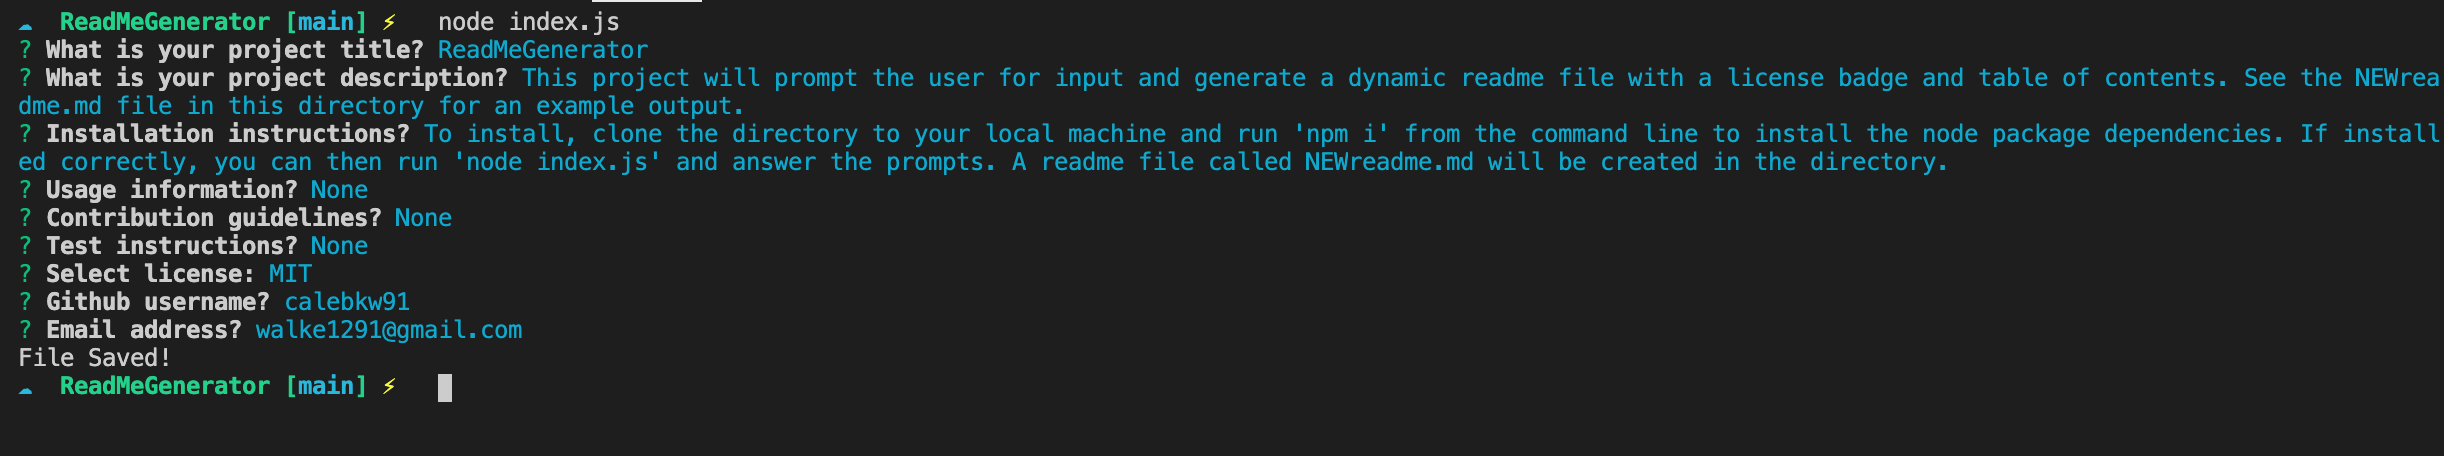 ReadMeGenerator [main] ⚡ node index.js
? What is your project title? ReadMeGenerator
? What is your project description? This project will prompt the user for input and generate a dynamic readme file with a license badge and table of contents. See the NEWrea
dme.md file in this directory for an example output.
? Installation instructions? To install, clone the directory to your local machine and run 'npm i' from the command line to install the node package dependencies. If install
ed correctly, you can then run 'node index.js' and answer the prompts. A readme file called NEWreadme.md will be created in the directory.
? Usage information? None
? Contribution guidelines? None
? Test instructions? None
? Select license: MIT
? Github username? calebkw91
? Email address? walke1291@gmail.com
File Saved!
ReadMeGenerator [main] ⚡